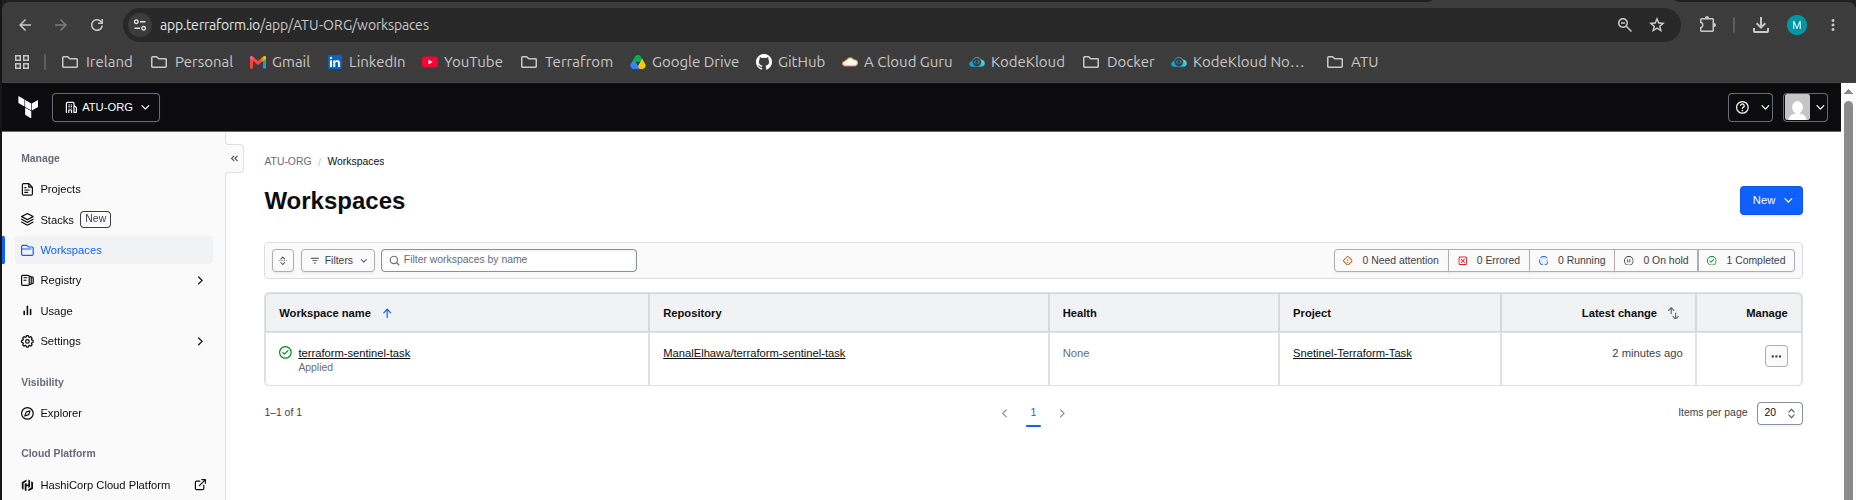 app.terraform.io/app/ATU-ORG/workspaces
M
Ireland Personal Gmail LinkedIn YouTube Terrafrom Google Drive GitHub A Cloud Guru KodeKloud Docker KodeKloud No... ATU
ATU-ORG
Manage
Projects
Stacks New
Workspaces
Registry
Usage
Settings
Visibility
Explorer
Cloud Platform
HashiCorp Cloud Platform
ATU-ORG / Workspaces
Workspaces
New
Filters Filter workspaces by name 0 Need attention 0 Errored 0 Running 0 On hold 1 Completed
Workspace name Repository Health Project Latest change Manage
terraform-sentinel-task ManalElhawa/terraform-sentinel-task None Snetinel-Terraform-Task 2 minutes ago
Applied
1–1 of 1 1 Items per page 20